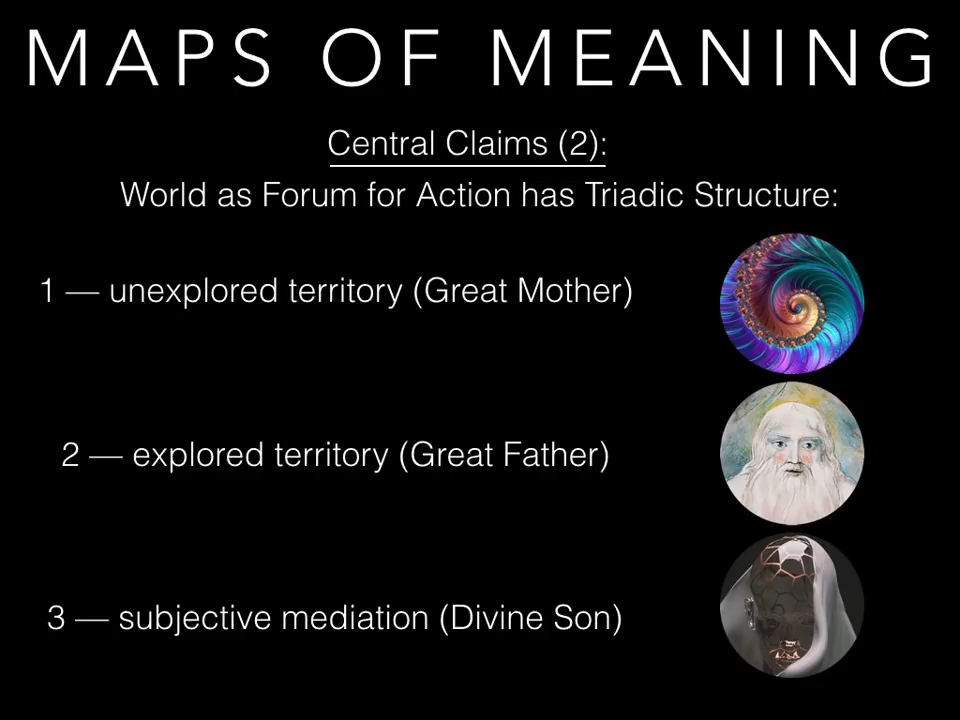 MAPS OF MEANING
Central Claims (2):
World as Forum for Action has Triadic Structure:
1 — unexplored territory (Great Mother)
2 — explored territory (Great Father)
3 — subjective mediation (Divine Son)